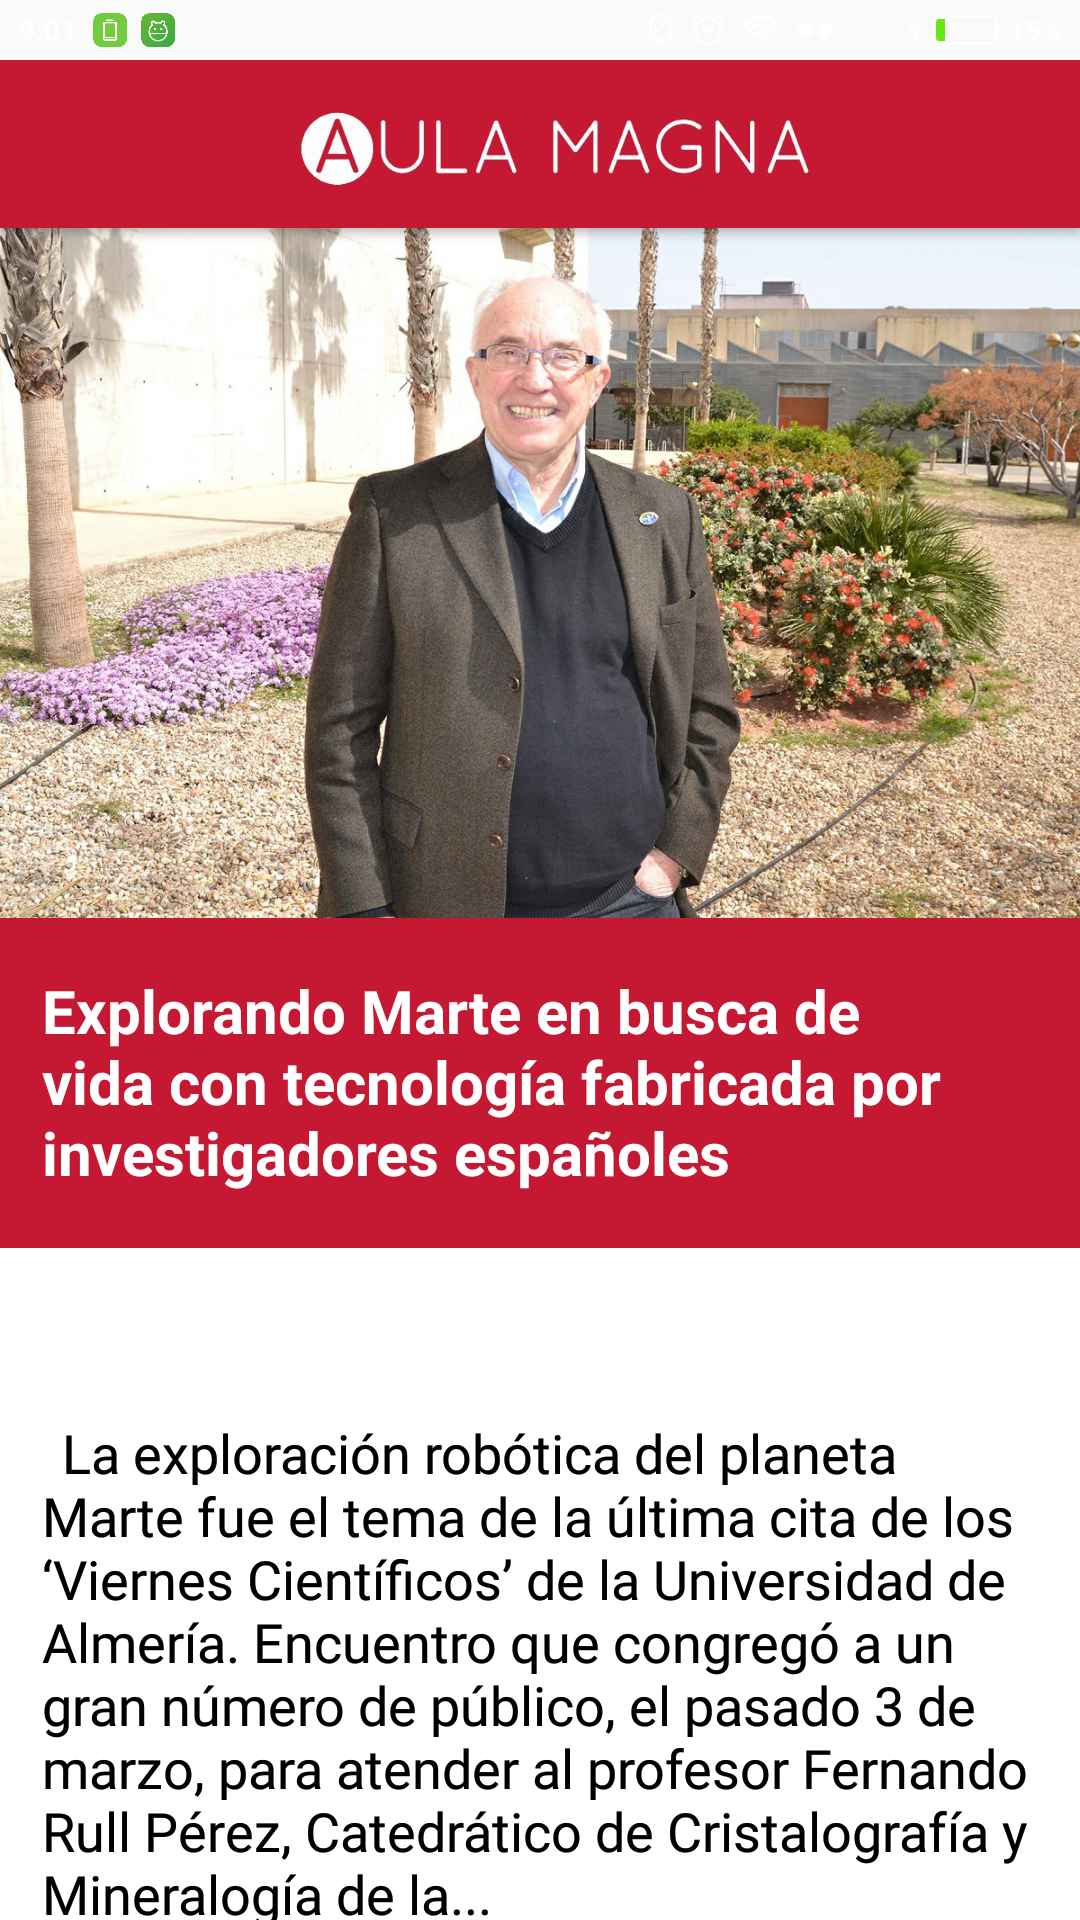 9:01
15%
AULA MAGNA
Explorando Marte en busca de
vida con tecnología fabricada por
investigadores españoles
La exploración robótica del planeta
Marte fue el tema de la última cita de los
‘Viernes Científicos’ de la Universidad de
Almería. Encuentro que congregó a un
gran número de público, el pasado 3 de
marzo, para atender al profesor Fernando
Rull Pérez, Catedrático de Cristalografía y
Mineralogía de la...